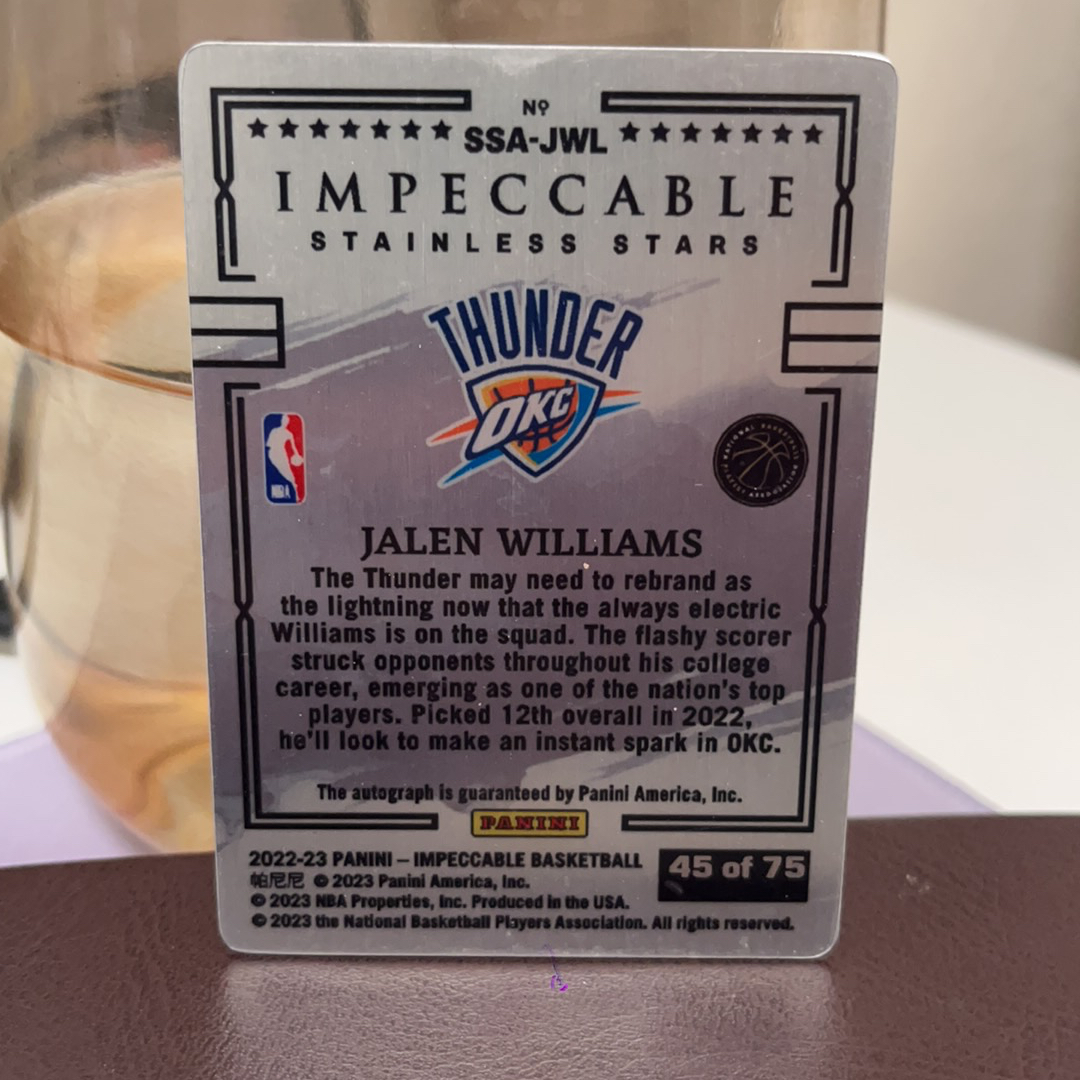 Nº
SSA-JWL
IMPECCABLE
STAINLESS STARS
THUNDER
OKC
NBA
NATIONAL BASKETBALL
PLAYERS ASSOCIATION
JALEN WILLIAMS
The Thunder may need to rebrand as
the lightning now that the always electric
Williams is on the squad. The flashy scorer
struck opponents throughout his college
career, emerging as one of the nation's top
players. Picked 12th overall in 2022,
he'll look to make an instant spark in OKC.
The autograph is guaranteed by Panini America, Inc.
PANINI
2022-23 PANINI – IMPECCABLE BASKETBALL
45 of 75
帕尼尼 © 2023 Panini America, Inc.
© 2023 NBA Properties, Inc. Produced in the USA.
© 2023 the National Basketball Players Association. All rights reserved.